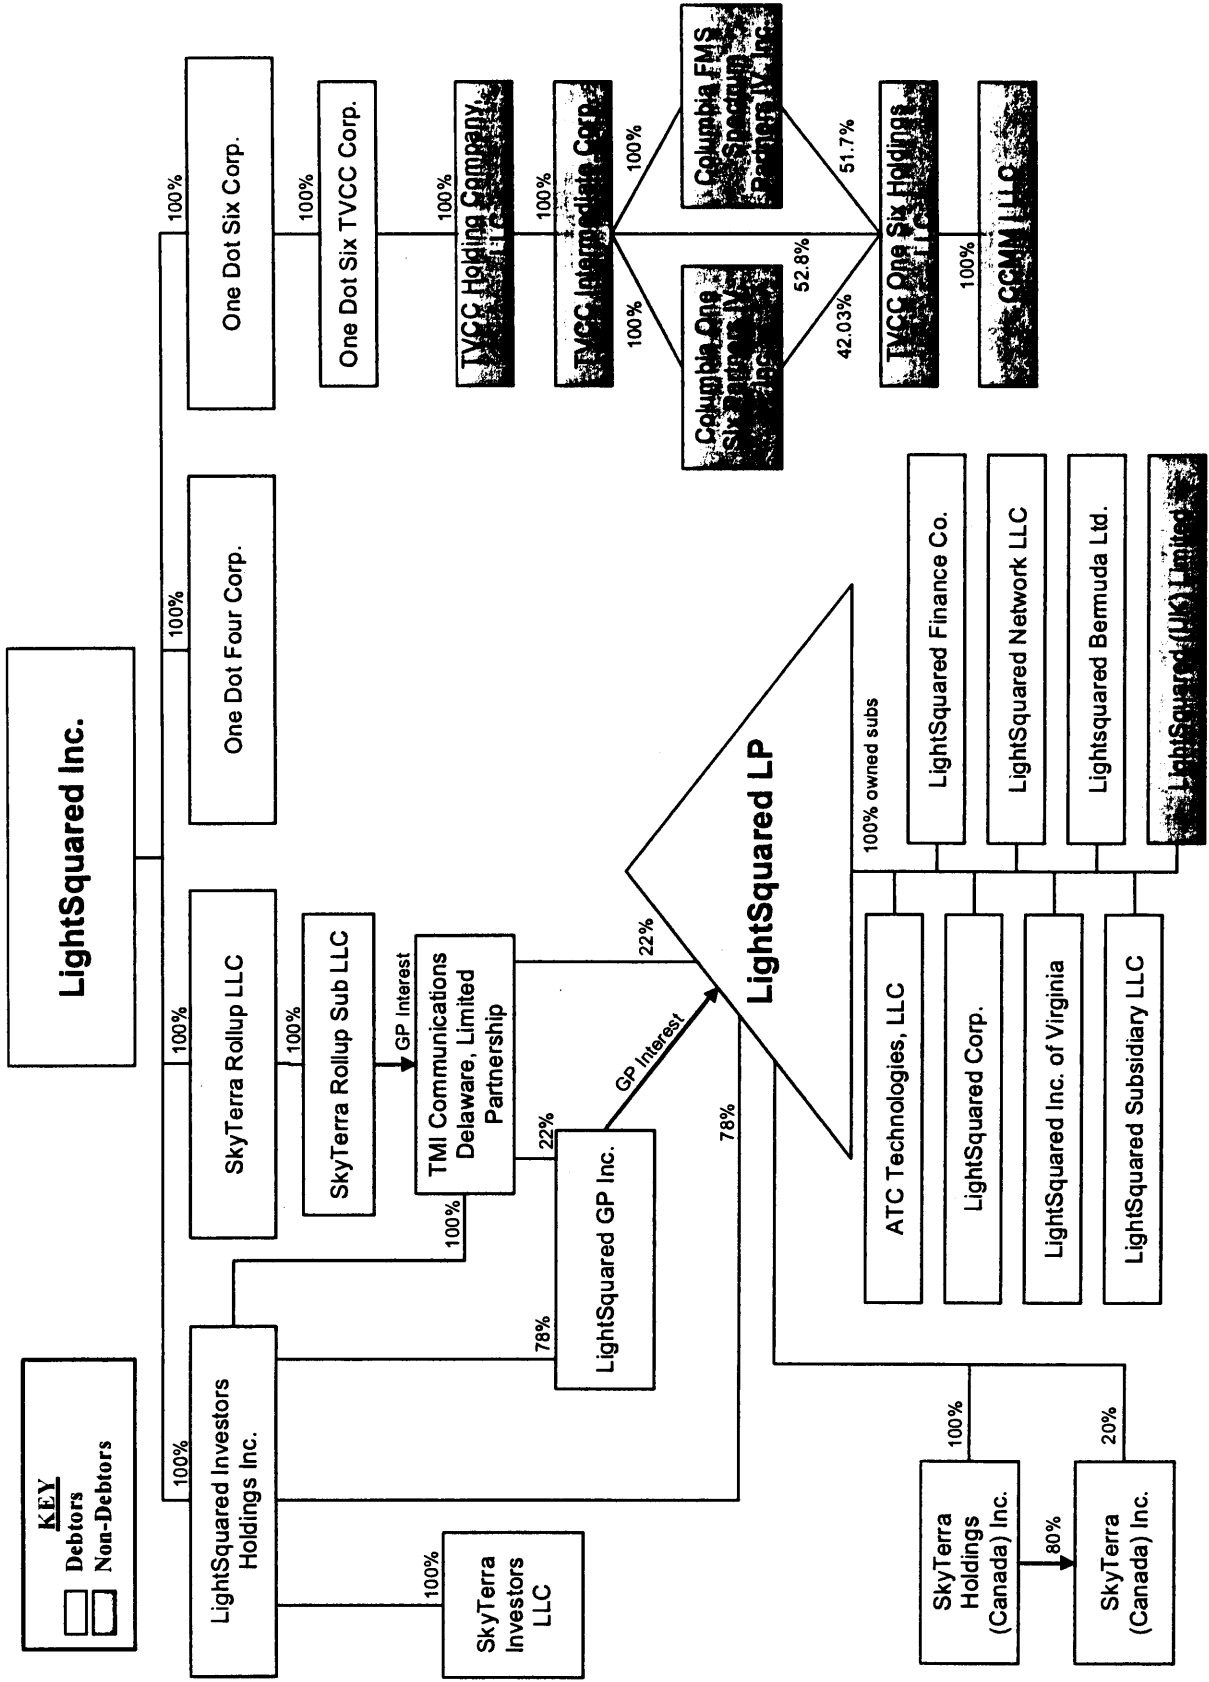 LightSquared Inc.
KEY
Debtors
Non-Debtors
100%
100%
100%
100%
LightSquared Investors
Holdings Inc.
SkyTerra Rollup LLC
One Dot Four Corp.
One Dot Six Corp.
100%
100%
SkyTerra Rollup Sub LLC
One Dot Six TVCC Corp.
GP Interest
100%
100%
100%
SkyTerra
Investors
LLC
TMI Communications
Delaware, Limited
Partnership
TVCC Holding Company,
LLC
78%
22%
100%
LightSquared GP Inc.
TVCC Intermediate Corp.
GP Interest
22%
100%
100%
78%
Columbia One
Six Partners IV,
Inc.
Columbia FMS
Spectrum
Partners IV, Inc.
LightSquared LP
52.8%
42.03%
51.7%
100% owned subs
TVCC One Six Holdings
LLC
100%
ATC Technologies, LLC
LightSquared Finance Co.
100%
CCMM I LLC
SkyTerra
Holdings
(Canada) Inc.
LightSquared Corp.
LightSquared Network LLC
80%
20%
LightSquared Inc. of Virginia
Lightsquared Bermuda Ltd.
SkyTerra
(Canada) Inc.
LightSquared Subsidiary LLC
LightSquared (UK) Limited